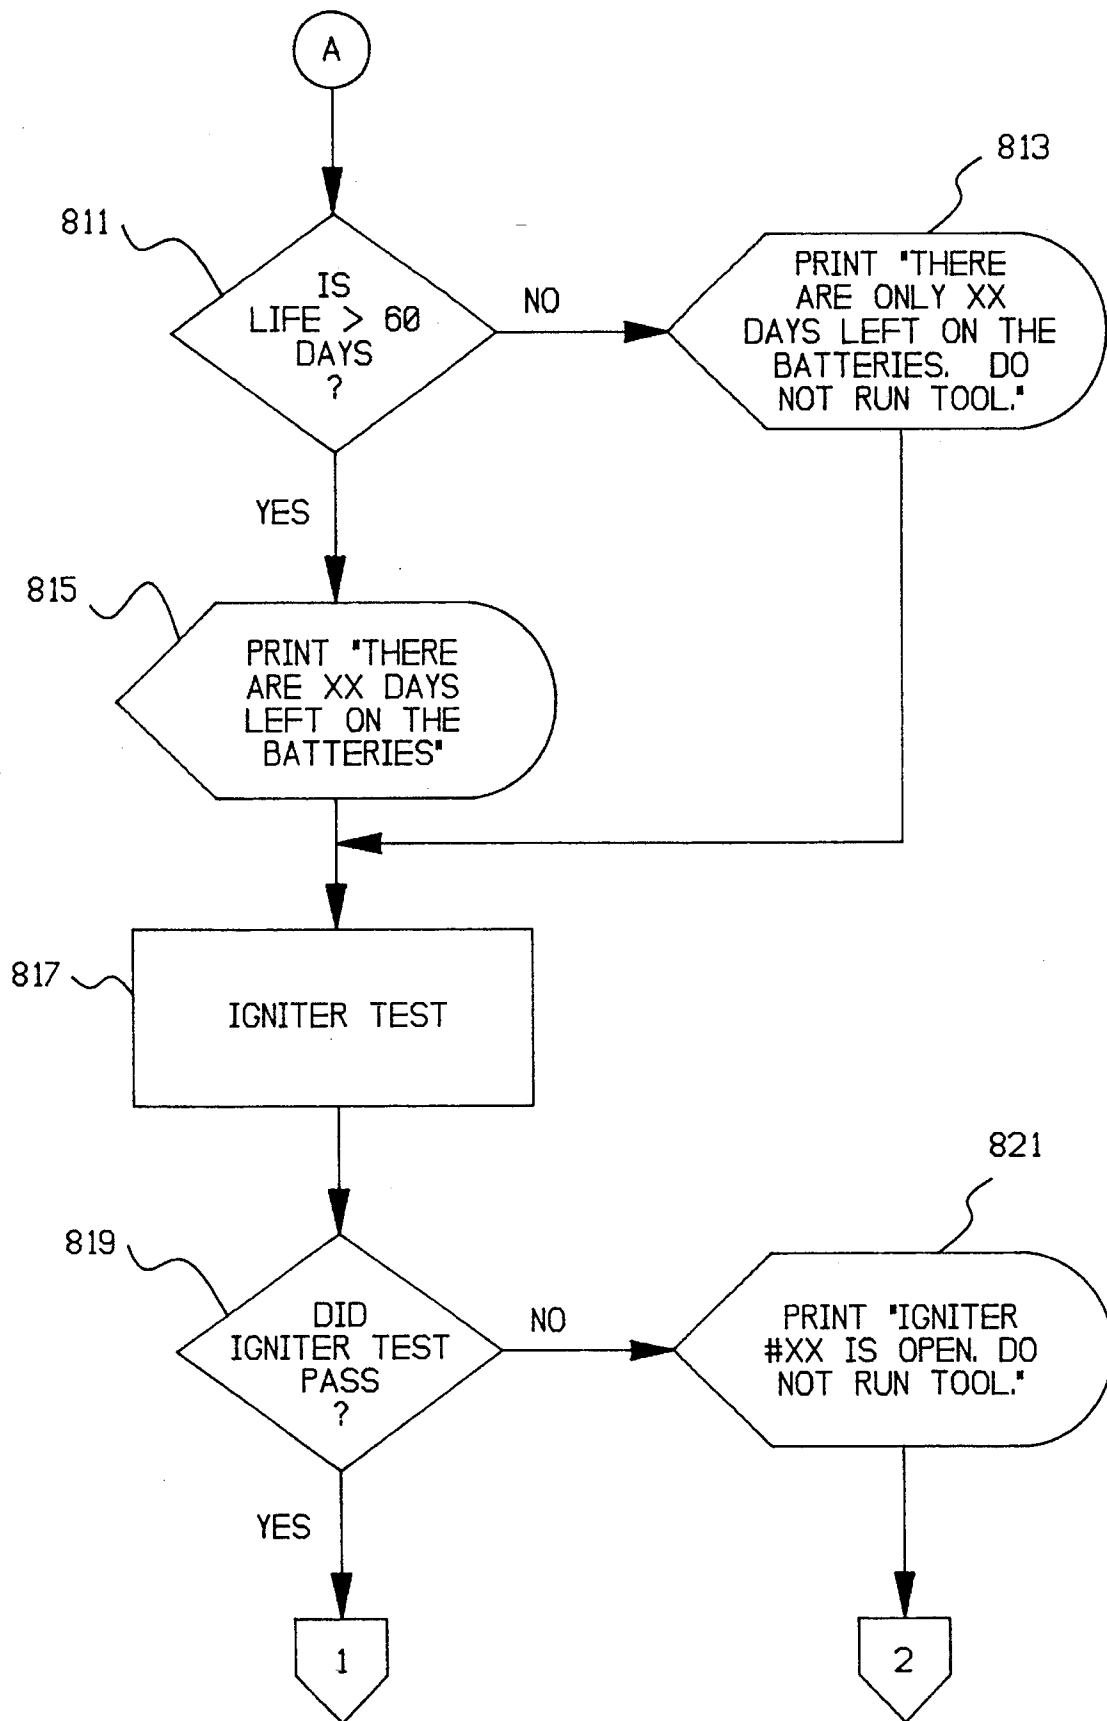 A
813
811
IS
LIFE > 60
DAYS
?
NO
PRINT "THERE
ARE ONLY XX
DAYS LEFT ON THE
BATTERIES. DO
NOT RUN TOOL."
YES
815
PRINT "THERE
ARE XX DAYS
LEFT ON THE
BATTERIES"
817
IGNITER TEST
821
819
DID
IGNITER TEST
PASS
?
NO
PRINT "IGNITER
#XX IS OPEN. DO
NOT RUN TOOL."
YES
1
2